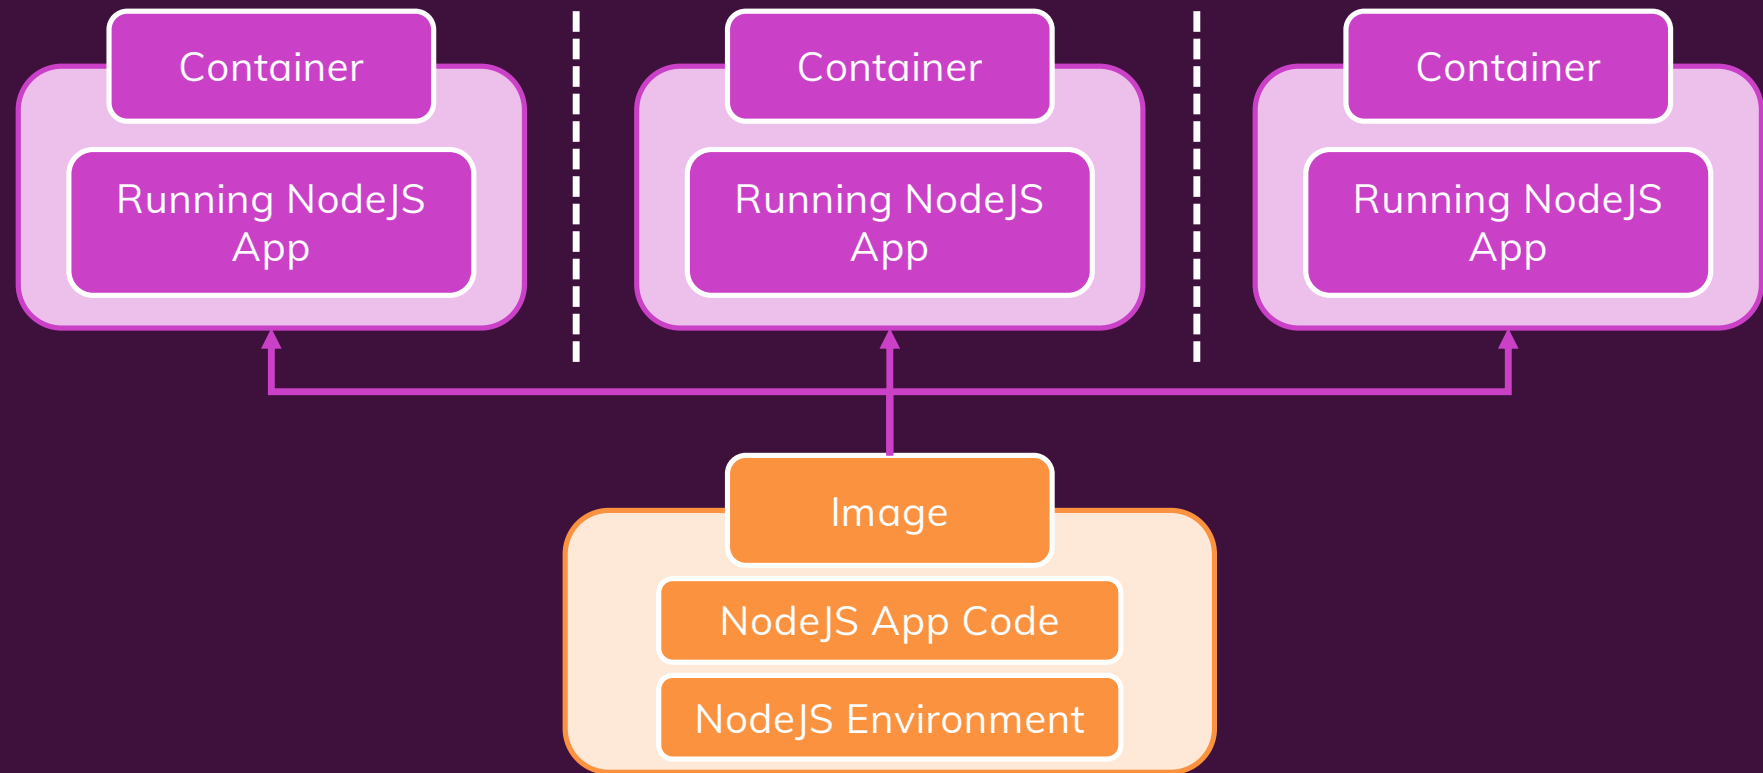 Container
Running NodeJS
App
Container
Running NodeJS
App
Container
Running NodeJS
App
Image
NodeJS App Code
NodeJS Environment